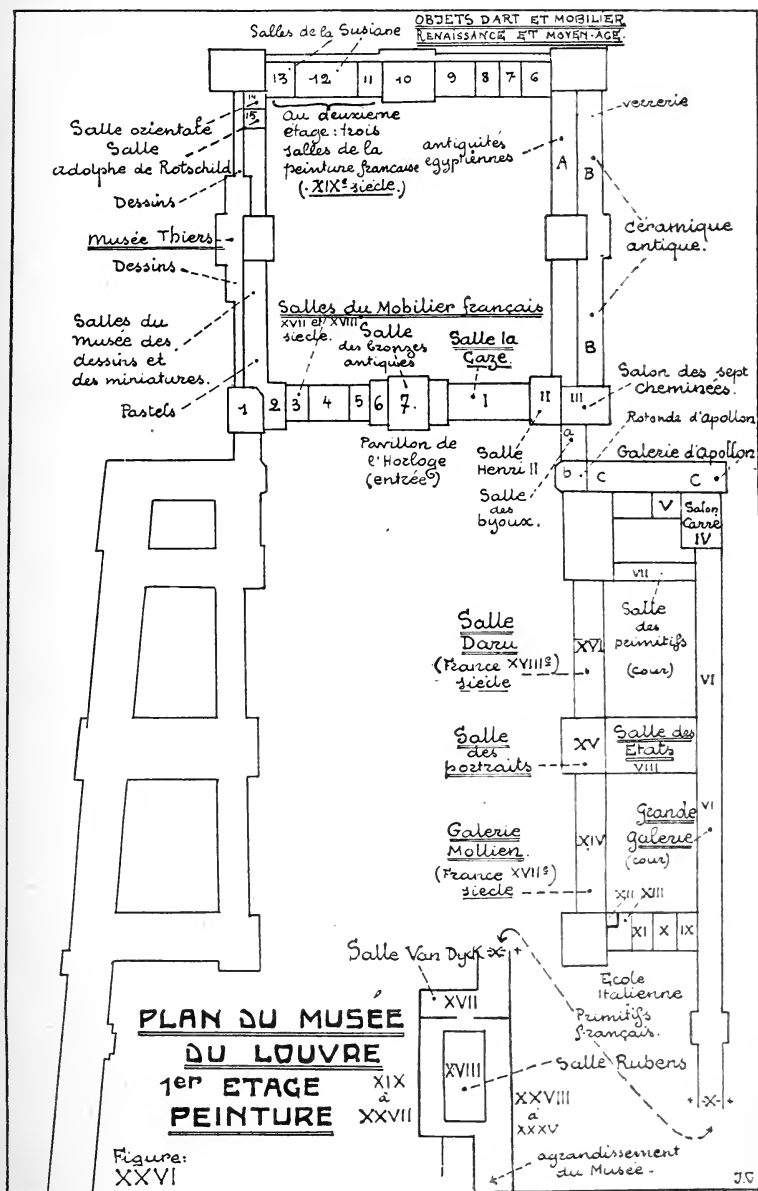 OBJETS D'ART ET MOBILIER
RENAISSANCE ET MOYEN-AGE.
Salles de la Susiane
13 12 11 10 9 8 7 6
14
15
Salle orientale
Salle
adolphe de Rotschild
au deuxième
étage : trois
salles de la
peinture française
(XIXe siècle.)
antiquités
egyptiennes
A
verrerie
B
Dessins
Musée Thiers
Dessins
Céramique
antique.
B
Salles du
musée des
dessins et
des miniatures.
Pastels
Salles du Mobilier français
XVII et XVIII
siecle.
Salle
des bronzes
antiques
Salle la
Caze.
Salon des sept
cheminées.
1 2 3 4 5 6 7. I II III
Pavillon de
l'Horloge
(entrée)
Salle
Henri II
a
Rotonde d'Apollon
Galerie d'Apollon
b C C
Salle
des
byoux.
V
Salon
Carré
IV
VII
Salle
des
primitifs
(cour)
Salle
Daru
(France XVIIIe)
siècle
XVI
VI
Salle
des
portraits
XV
Salle des
Etats
VIII
Galerie
Mollien.
(France XVIIe)
siècle
XIV
VI
Grande
galerie
(cour)
XII XIII
XI X IX
Ecole
Italienne
Primitifs
français.
Salle Van Dyck -X- +
XVII
XVIII
Salle Rubens
+ -X- +
PLAN DU MUSÉE
DU LOUVRE
1er ETAGE
PEINTURE
XIX
à
XXVII
XXVIII
à
XXXV
agrandissement
du Musée.
Figure:
XXVI
J.G